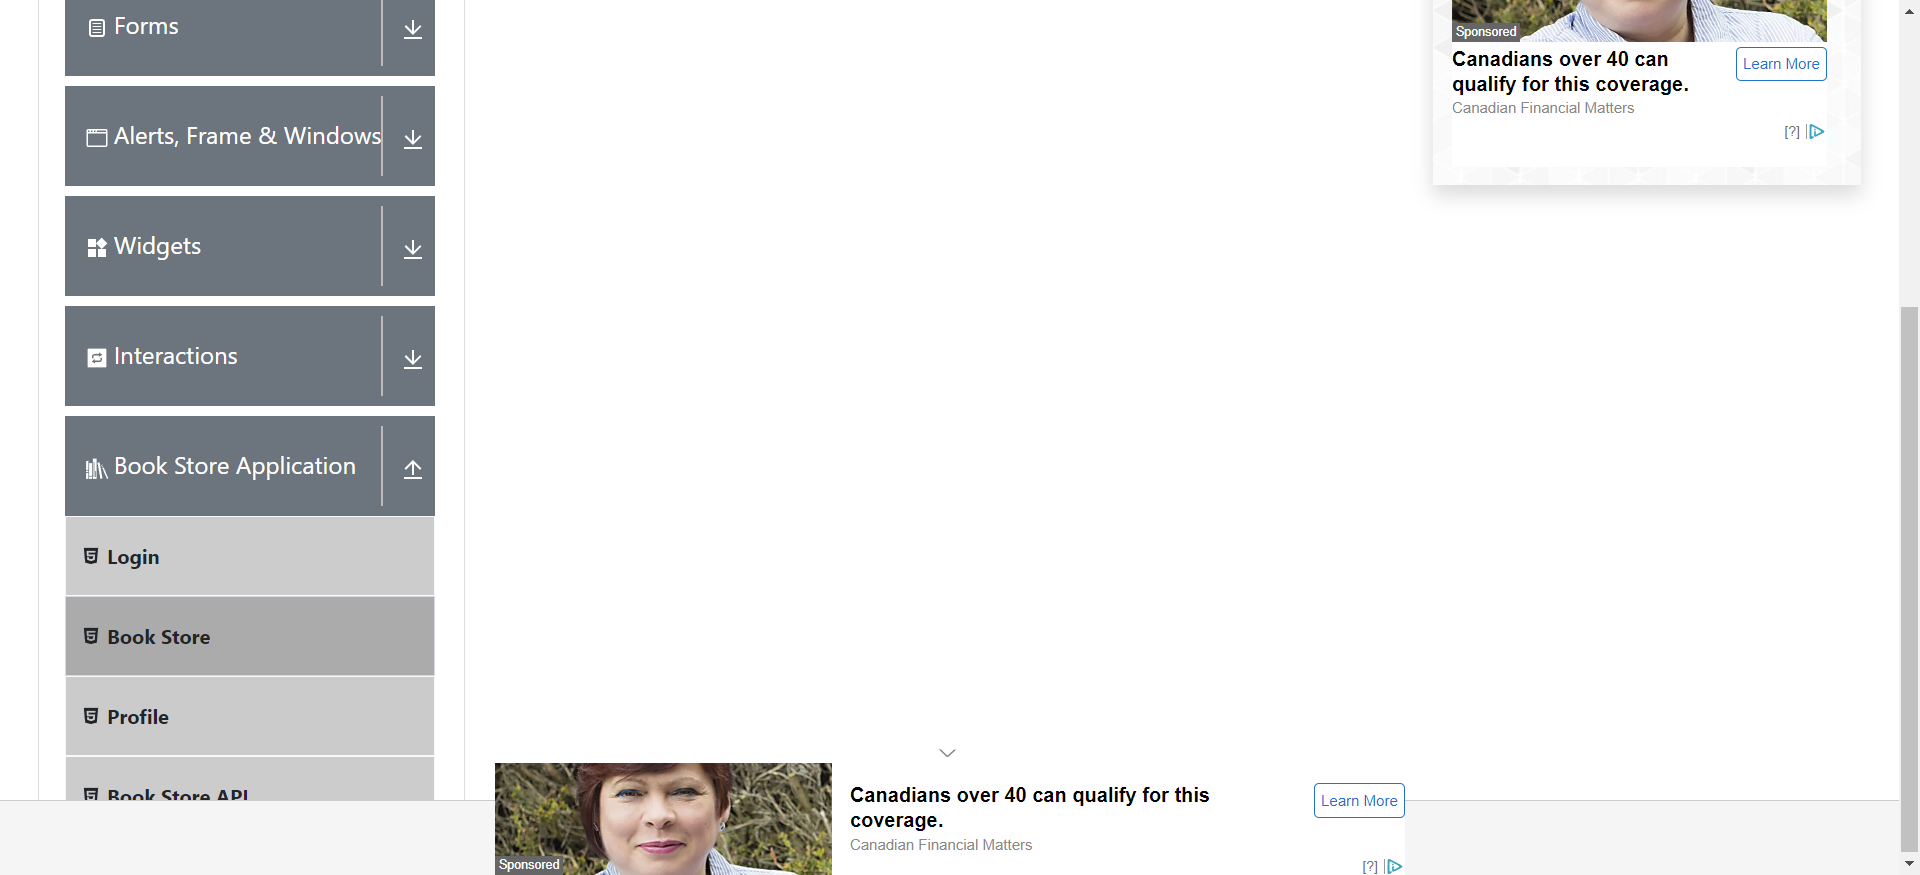 Forms
Alerts, Frame & Windows
Widgets
Interactions
Book Store Application
Login
Book Store
Profile
Book Store API
Sponsored
Canadians over 40 can
qualify for this coverage.
Learn More
Canadian Financial Matters
[?]
Sponsored
Canadians over 40 can qualify for this
coverage.
Learn More
Canadian Financial Matters
[?]